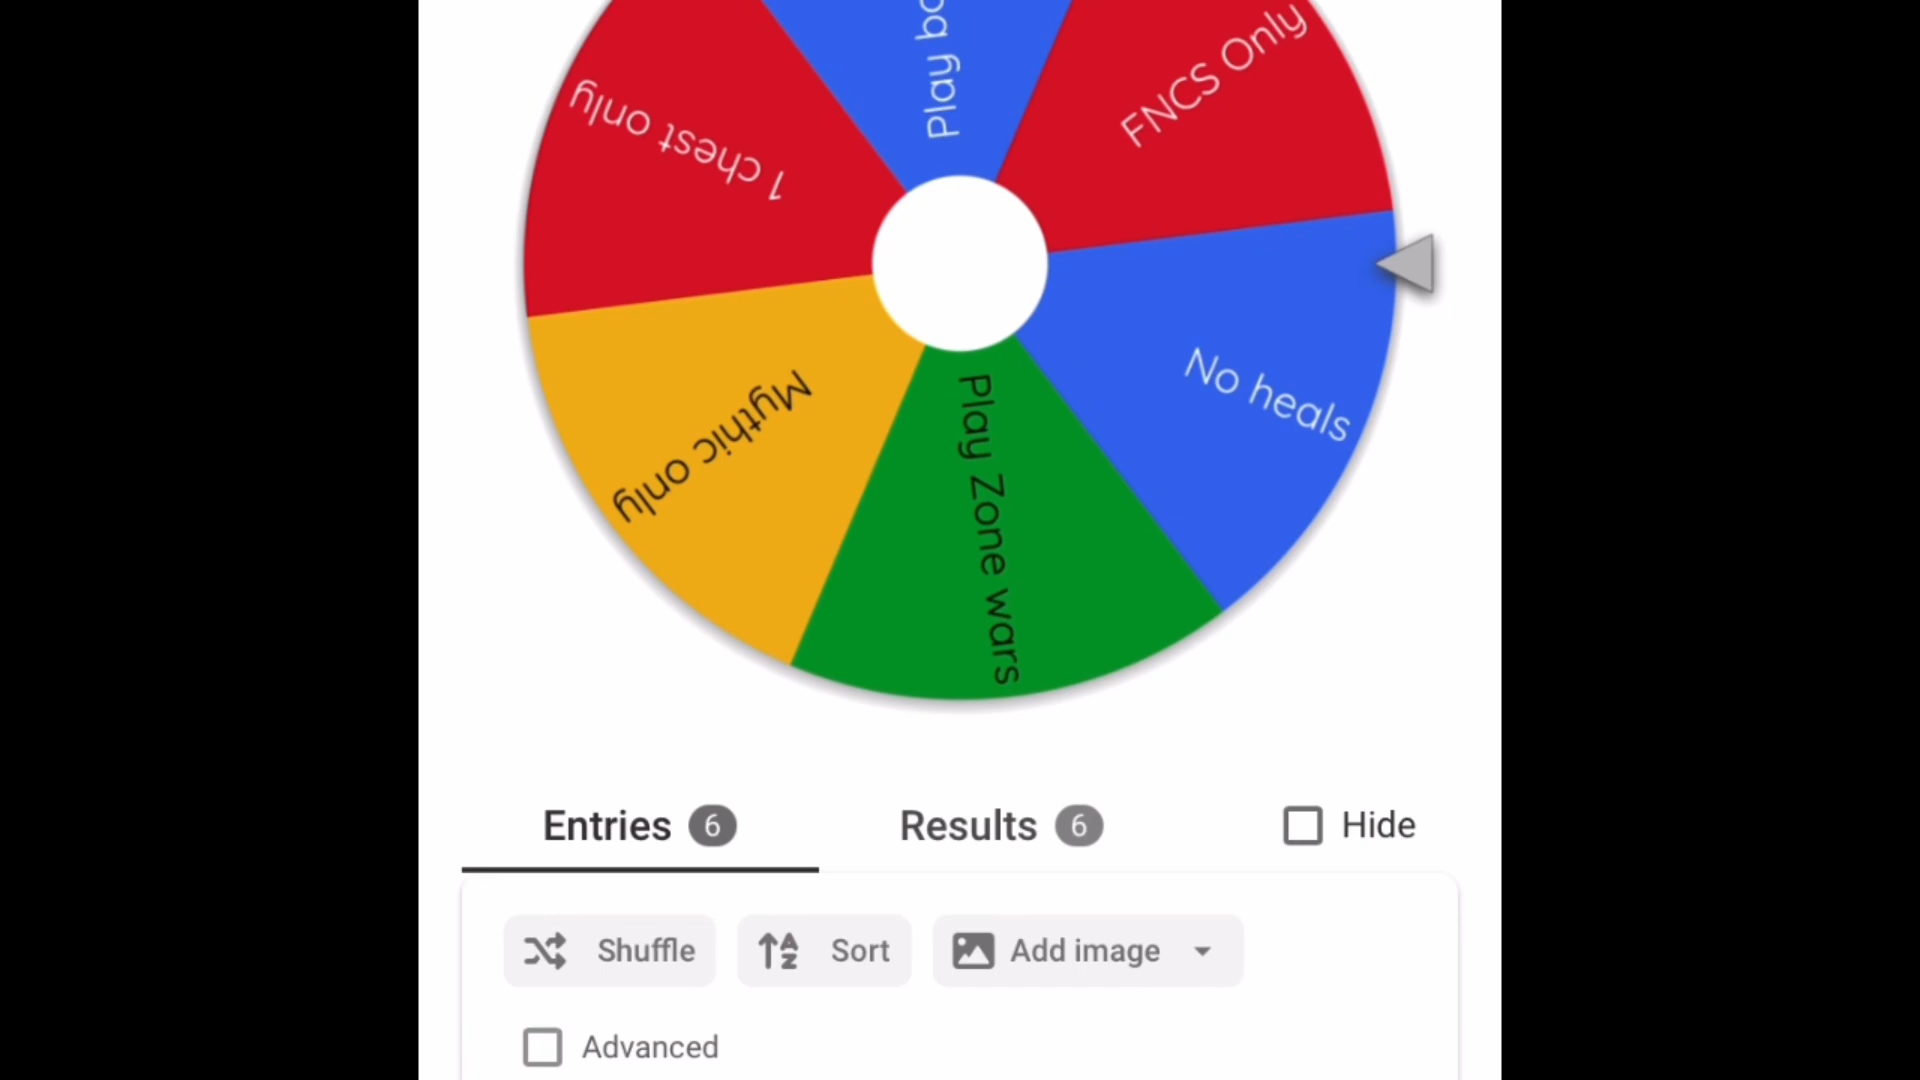 Play
FNCS Only
1 chest only
No heals
Mythic only
Play Zone wars
Entries 6
Results 6
Hide
Shuffle
Sort
Add image
Advanced